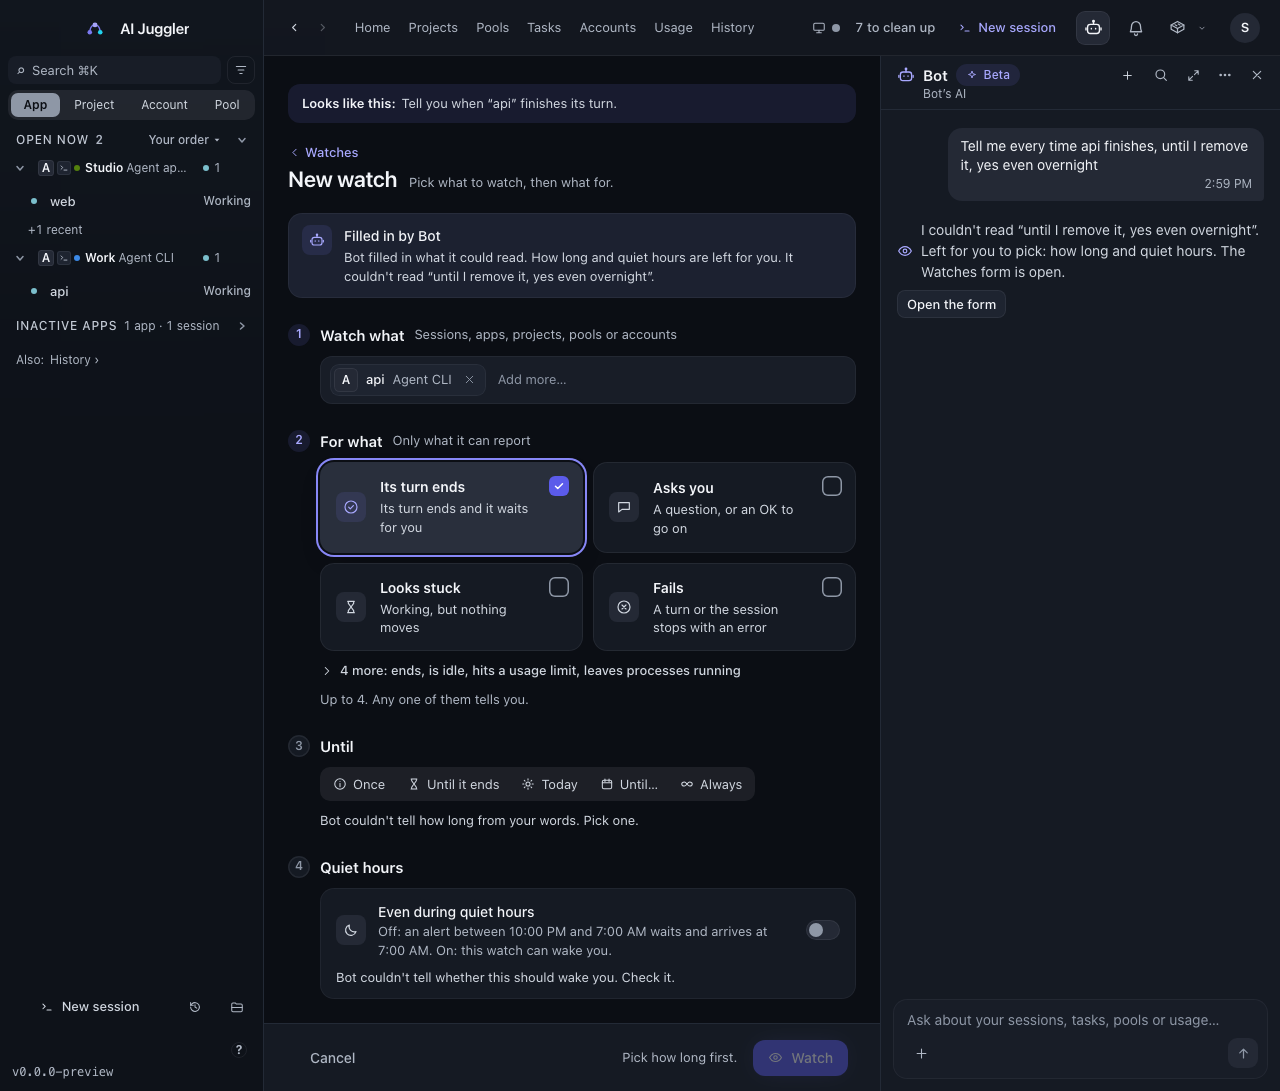 AI Juggler
Search ⌘K
App Project Account Pool
OPEN NOW 2 Your order
A Studio Agent ap... 1
web Working
+1 recent
A Work Agent CLI 1
api Working
INACTIVE APPS 1 app · 1 session
Also: History ›
New session
?
v0.0.0-preview
Home Projects Pools Tasks Accounts Usage History
7 to clean up
New session
S
Looks like this: Tell you when “api” finishes its turn.
Watches
New watch Pick what to watch, then what for.
Filled in by Bot
Bot filled in what it could read. How long and quiet hours are left for you. It
couldn't read “until I remove it, yes even overnight”.
1 Watch what Sessions, apps, projects, pools or accounts
A api Agent CLI Add more...
2 For what Only what it can report
Its turn ends
Its turn ends and it waits
for you
Asks you
A question, or an OK to
go on
Looks stuck
Working, but nothing
moves
Fails
A turn or the session
stops with an error
4 more: ends, is idle, hits a usage limit, leaves processes running
Up to 4. Any one of them tells you.
3 Until
Once Until it ends Today Until... Always
Bot couldn't tell how long from your words. Pick one.
4 Quiet hours
Even during quiet hours
Off: an alert between 10:00 PM and 7:00 AM waits and arrives at
7:00 AM. On: this watch can wake you.
Bot couldn't tell whether this should wake you. Check it.
Cancel Pick how long first. Watch
Bot Beta
Bot's AI
Tell me every time api finishes, until I remove
it, yes even overnight
2:59 PM
I couldn't read “until I remove it, yes even overnight”.
Left for you to pick: how long and quiet hours. The
Watches form is open.
Open the form
Ask about your sessions, tasks, pools or usage...